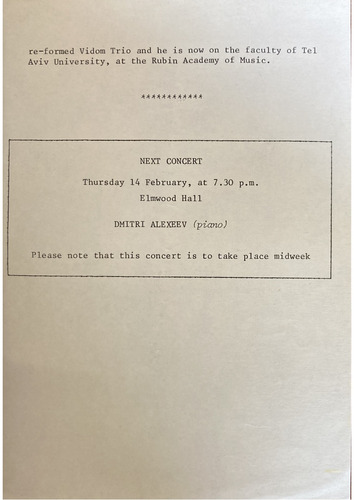 re-formed Vidom Trio and he is now on the faculty of Tel
Aviv University, at the Rubin Academy of Music.
***********
NEXT CONCERT
Thursday 14 February, at 7.30 p.m.
Elmwood Hall
DMITRI ALEXEEV (piano)
Please note that this concert is to take place midweek